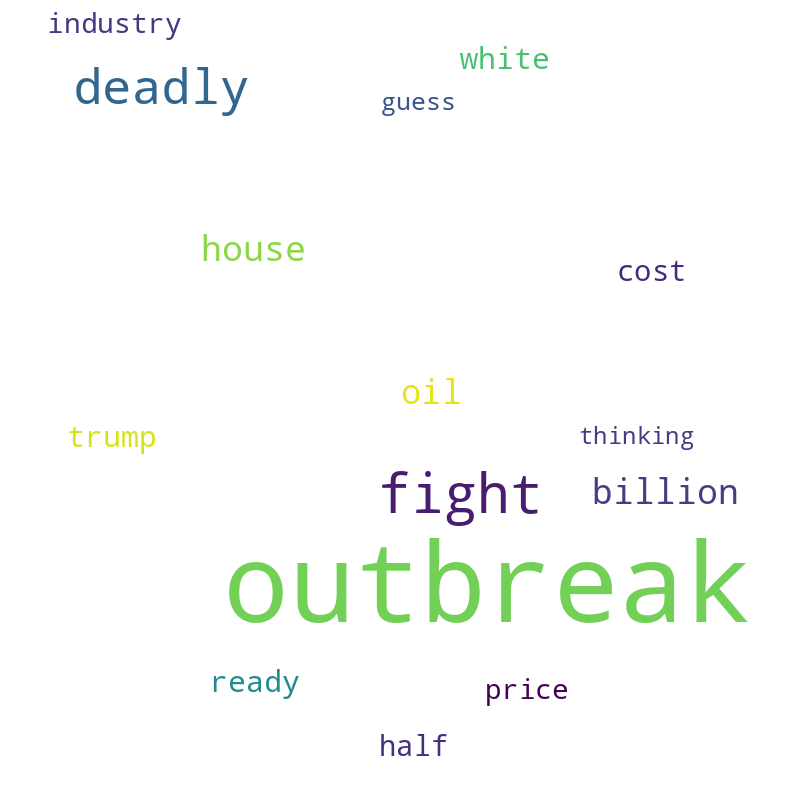 industry
white
deadly
guess
house
cost
oil
trump
thinking
fight
billion
outbreak
ready
price
half